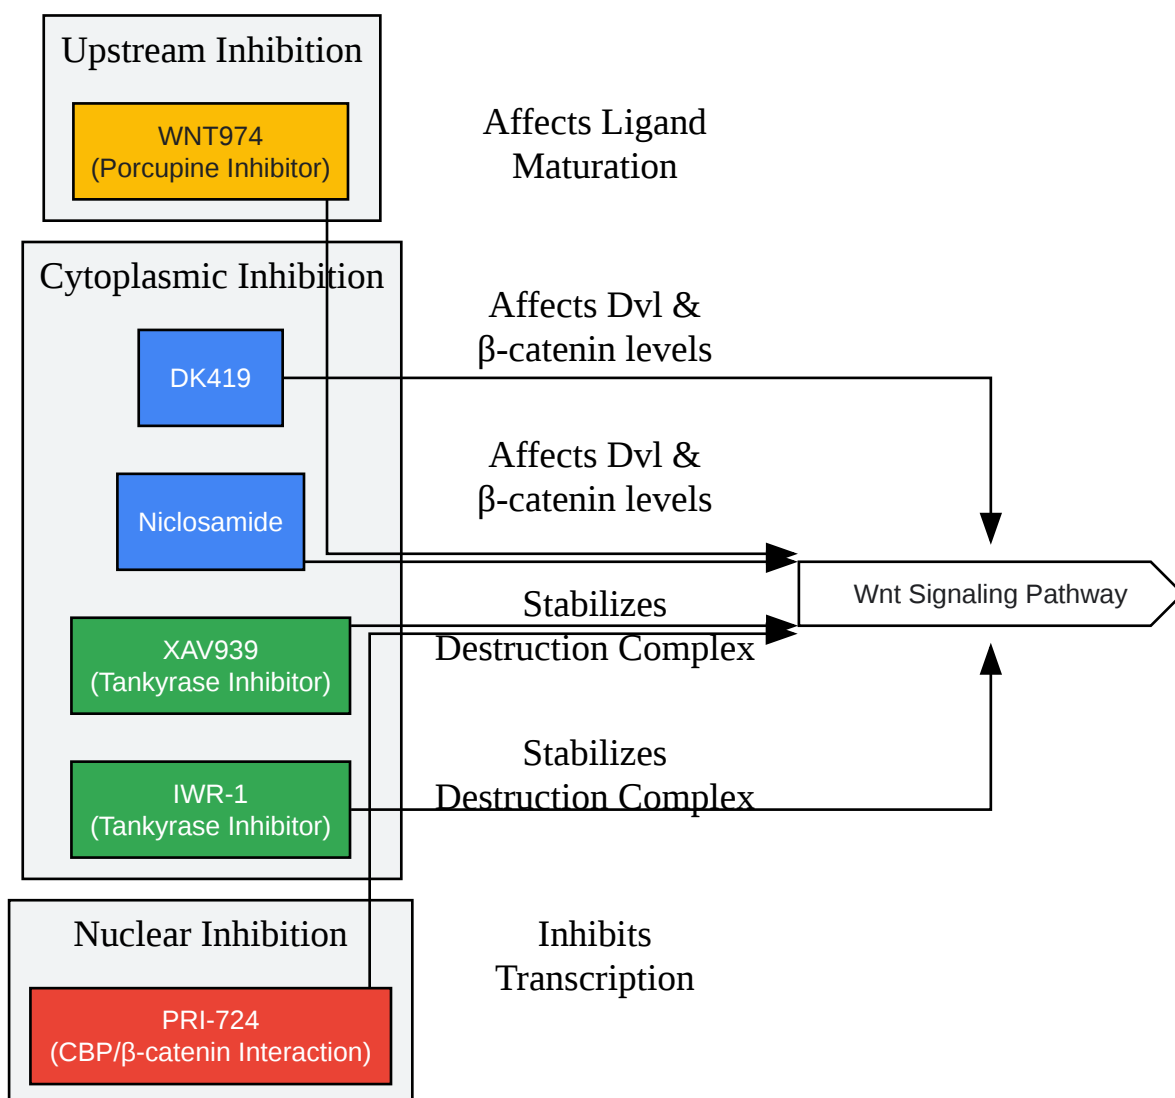 Upstream Inhibition
WNT974
(Porcupine Inhibitor)
Affects Ligand
Maturation
Cytoplasmic Inhibition
DK419
Affects Dvl &
β-catenin levels
Niclosamide
Affects Dvl &
β-catenin levels
XAV939
(Tankyrase Inhibitor)
Stabilizes
Destruction Complex
Wnt Signaling Pathway
IWR-1
(Tankyrase Inhibitor)
Stabilizes
Destruction Complex
Nuclear Inhibition
PRI-724
(CBP/β-catenin Interaction)
Inhibits
Transcription